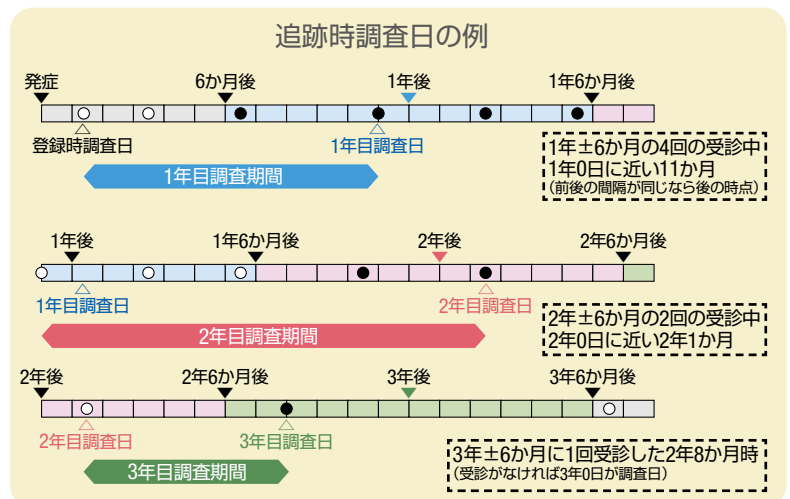 追跡時調査日の例
発症
6か月後
1年後
1年6か月後
登録時調査日
1年目調査日
1年目調査期間
1年±6か月の4回の受診中
1年0日に近い11か月
(前後の間隔が同じなら後の時点)
1年後
1年6か月後
2年後
2年6か月後
1年目調査日
2年目調査日
2年目調査期間
2年±6か月の2回の受診中
2年0日に近い2年1か月
2年後
2年6か月後
3年後
3年6か月後
2年目調査日
3年目調査日
3年目調査期間
3年±6か月に1回受診した2年8か月時
(受診がなければ3年0日が調査日)